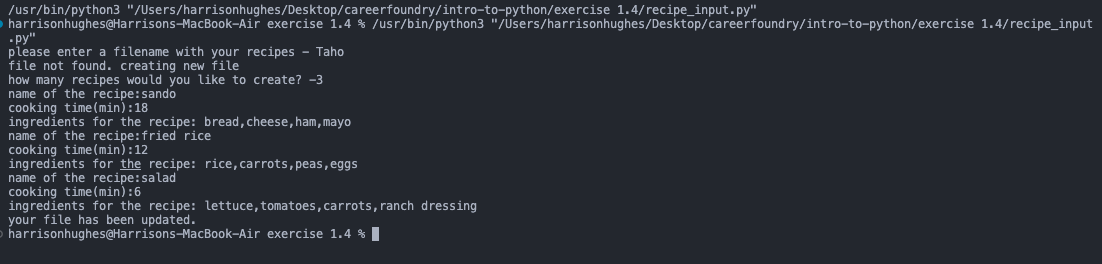 /usr/bin/python3 "/Users/harrisonhughes/Desktop/careerfoundry/intro-to-python/exercise 1.4/recipe_input.py"
harrisonhughes@Harrisons-MacBook-Air exercise 1.4 % /usr/bin/python3 "/Users/harrisonhughes/Desktop/careerfoundry/intro-to-python/exercise 1.4/recipe_input
.py"
please enter a filename with your recipes - Taho
file not found. creating new file
how many recipes would you like to create? -3
name of the recipe:sando
cooking time(min):18
ingredients for the recipe: bread,cheese,ham,mayo
name of the recipe:fried rice
cooking time(min):12
ingredients for the recipe: rice,carrots,peas,eggs
name of the recipe:salad
cooking time(min):6
ingredients for the recipe: lettuce,tomatoes,carrots,ranch dressing
your file has been updated.
harrisonhughes@Harrisons-MacBook-Air exercise 1.4 %